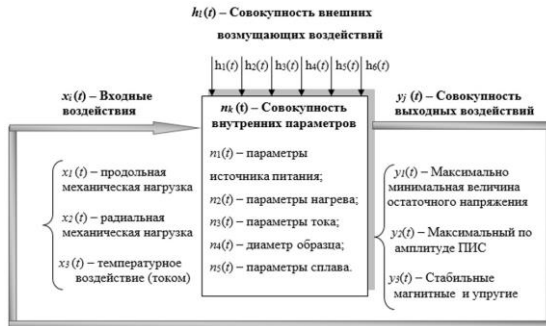 h_l(t) – Совокупность внешних
возмущающих воздействий
h₁(t) h₂(t) h₃(t) h₄(t) h₅(t) h₆(t)
x_i(t) – Входные
воздействия
x₁(t) – продольная
механическая нагрузка
x₂(t) – радиальная
механическая нагрузка
x₃(t) – температурное
воздействие (током)
n_k(t) – Совокупность
внутренних параметров
n₁(t) – параметры
источника питания;
n₂(t) – параметры нагрева;
n₃(t) – параметры тока;
n₄(t) – диаметр образца;
n₅(t) – параметры сплава.
y_j (t) – Совокупность
выходных воздействий
y₁(t) – Максимально
минимальная величина
остаточного напряжения
y₂(t) – Максимальный по
амплитуде ПИС
y₃(t) – Стабильные
магнитные и упругие